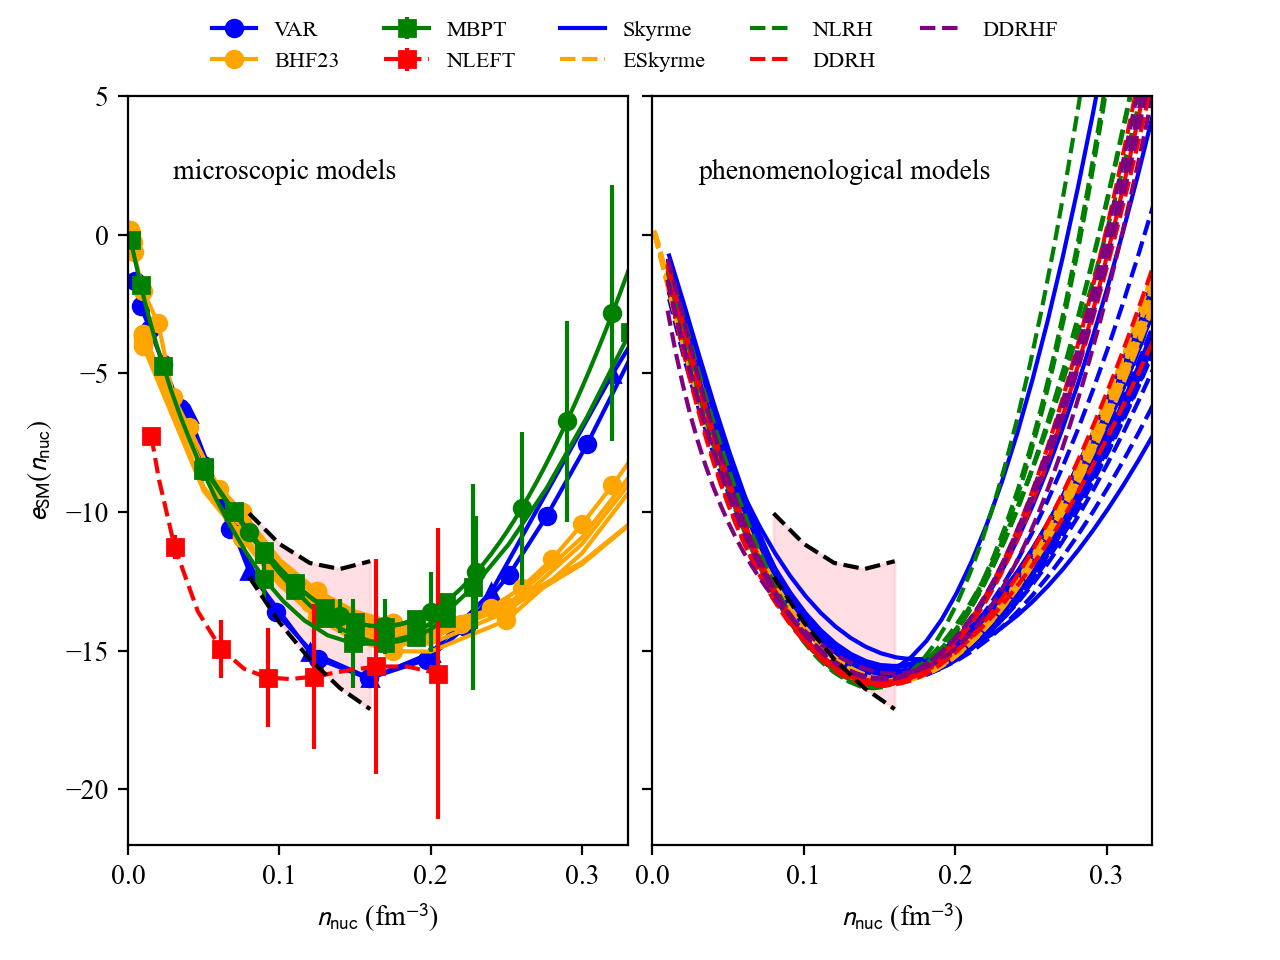 VAR MBPT Skyrme NLRH DDRHF
BHF23 NLEFT ESkyrme DDRH
microscopic models phenomenological models
5
0
−5
−10
−15
−20
e_SM(n_nuc)
0.0 0.1 0.2 0.3 0.0 0.1 0.2 0.3
n_nuc (fm⁻³) n_nuc (fm⁻³)